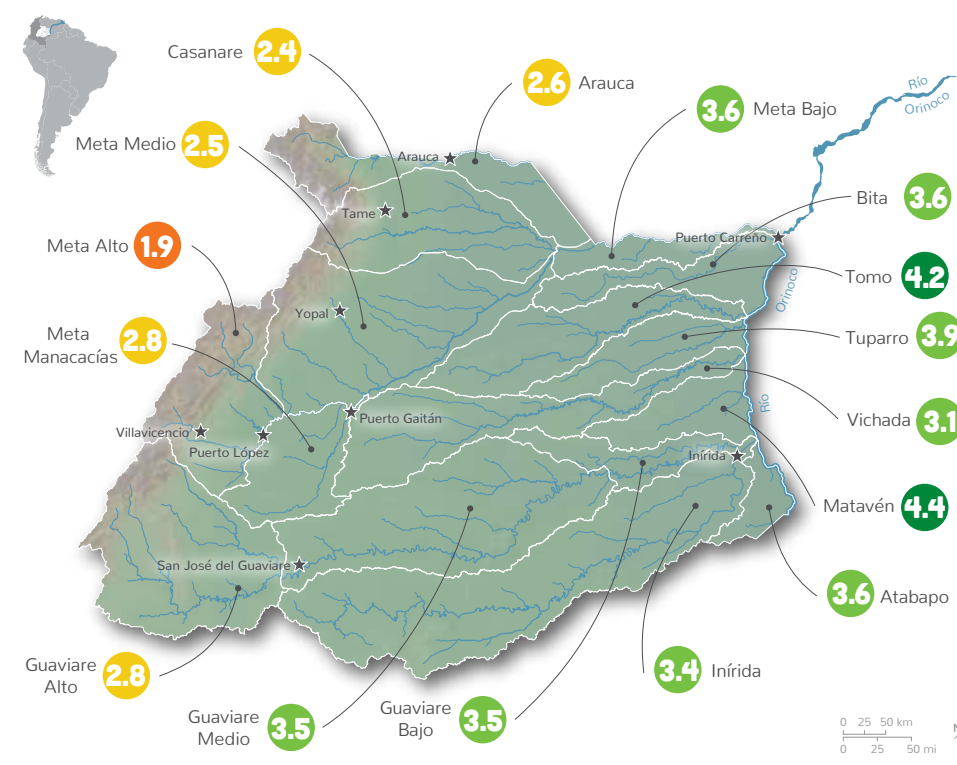 Casanare 2.4
2.6 Arauca
3.6 Meta Bajo
Río
Orinoco
Meta Medio 2.5
Arauca
Bita 3.6
Tame
Puerto Carreño
Meta Alto 1.9
Tomo 4.2
Orinoco
Yopal
Meta
Manacacías 2.8
Tuparro 3.9
Río
Puerto Gaitán
Vichada 3.1
Villavicencio
Puerto López
Inírida
Matavén 4.4
San José del Guaviare
3.6 Atabapo
Guaviare
Alto
2.8
3.4 Inírida
Guaviare
Medio
3.5
Guaviare
Bajo
3.5
0 25 50 km
0 25 50 mi